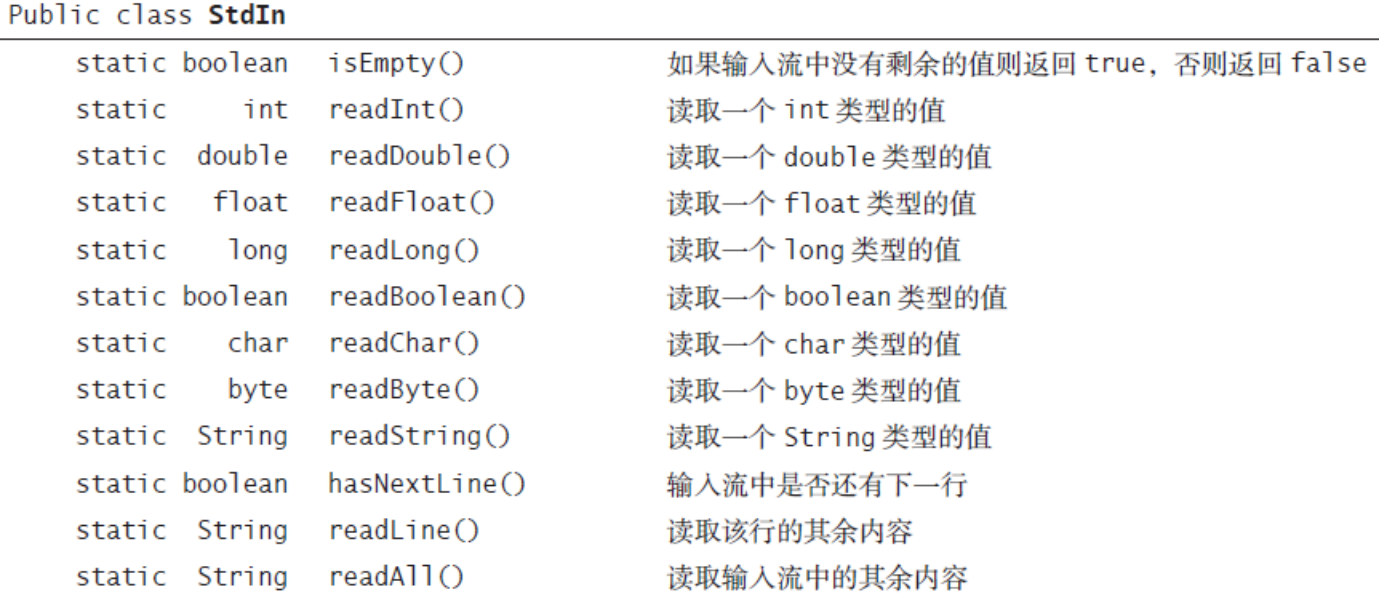 Public class StdIn
static boolean isEmpty() 如果输入流中没有剩余的值则返回 true，否则返回 false
static int readInt() 读取一个 int 类型的值
static double readDouble() 读取一个 double 类型的值
static float readFloat() 读取一个 float 类型的值
static long readLong() 读取一个 long 类型的值
static boolean readBoolean() 读取一个 boolean 类型的值
static char readChar() 读取一个 char 类型的值
static byte readByte() 读取一个 byte 类型的值
static String readString() 读取一个 String 类型的值
static boolean hasNextLine() 输入流中是否还有下一行
static String readLine() 读取该行的其余内容
static String readAll() 读取输入流中的其余内容